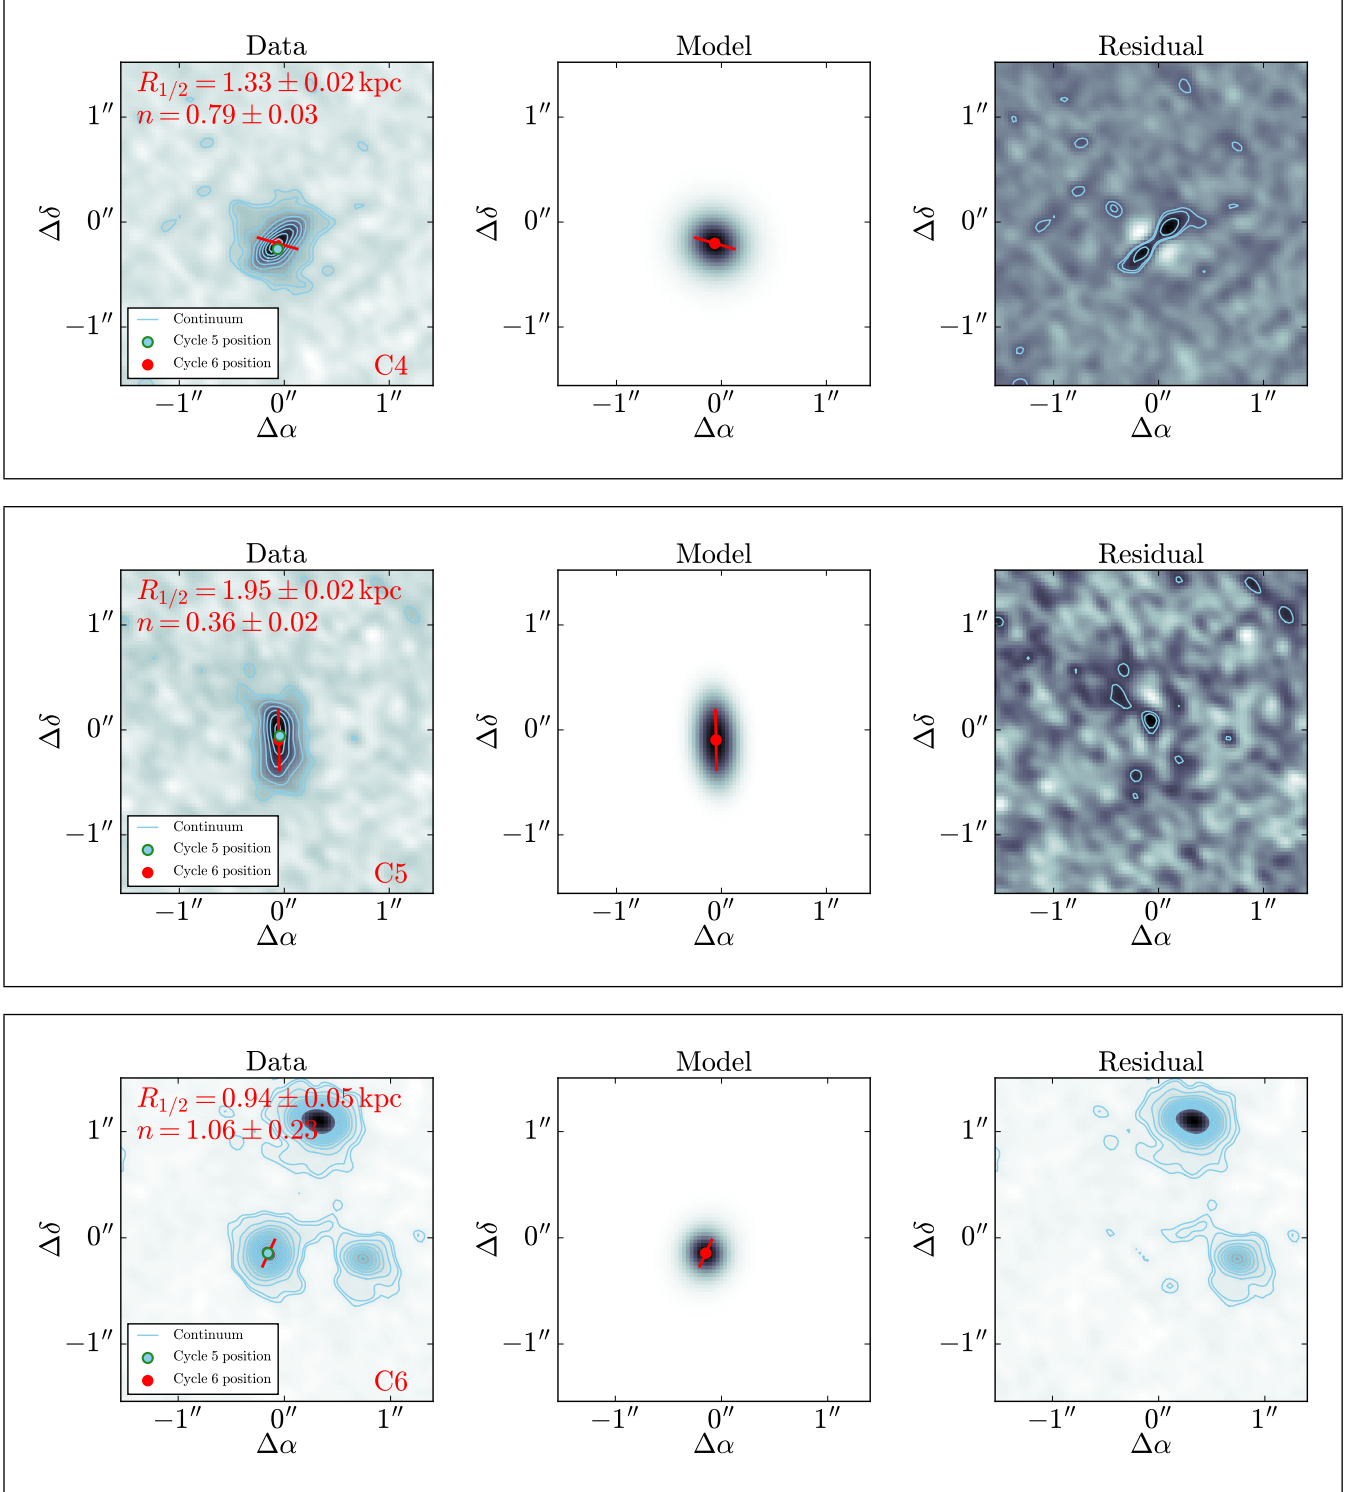 Data Model Residual
R1/2 = 1.33 ± 0.02 kpc
n = 0.79 ± 0.03
1″ 1″ 1″
Δδ 0″ Δδ 0″ Δδ 0″
−1″ −1″ −1″
Continuum
Cycle 5 position
Cycle 6 position
C4
−1″ 0″ 1″ −1″ 0″ 1″ −1″ 0″ 1″
Δα Δα Δα
Data Model Residual
R1/2 = 1.95 ± 0.02 kpc
n = 0.36 ± 0.02
1″ 1″ 1″
Δδ 0″ Δδ 0″ Δδ 0″
−1″ −1″ −1″
Continuum
Cycle 5 position
Cycle 6 position
C5
−1″ 0″ 1″ −1″ 0″ 1″ −1″ 0″ 1″
Δα Δα Δα
Data Model Residual
R1/2 = 0.94 ± 0.05 kpc
n = 1.06 ± 0.23
1″ 1″ 1″
Δδ 0″ Δδ 0″ Δδ 0″
−1″ −1″ −1″
Continuum
Cycle 5 position
Cycle 6 position
C6
−1″ 0″ 1″ −1″ 0″ 1″ −1″ 0″ 1″
Δα Δα Δα